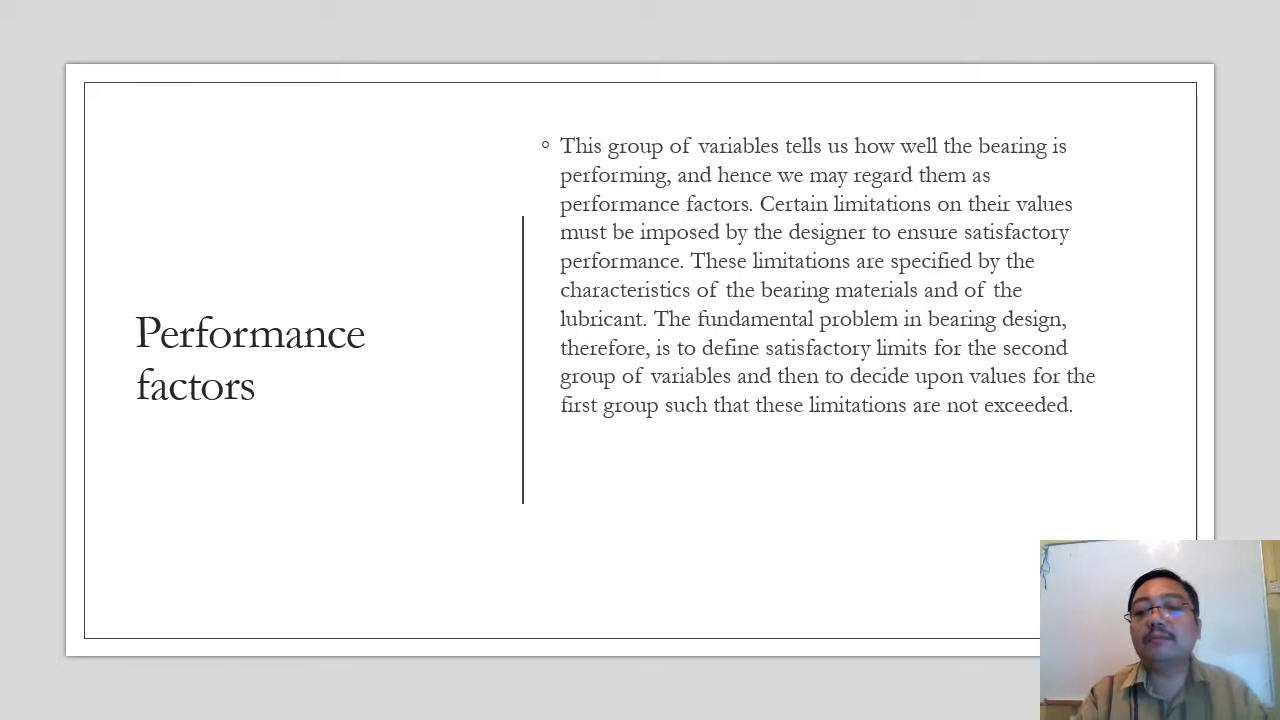 Performance
factors
◦ This group of variables tells us how well the bearing is
performing, and hence we may regard them as
performance factors. Certain limitations on their values
must be imposed by the designer to ensure satisfactory
performance. These limitations are specified by the
characteristics of the bearing materials and of the
lubricant. The fundamental problem in bearing design,
therefore, is to define satisfactory limits for the second
group of variables and then to decide upon values for the
first group such that these limitations are not exceeded.